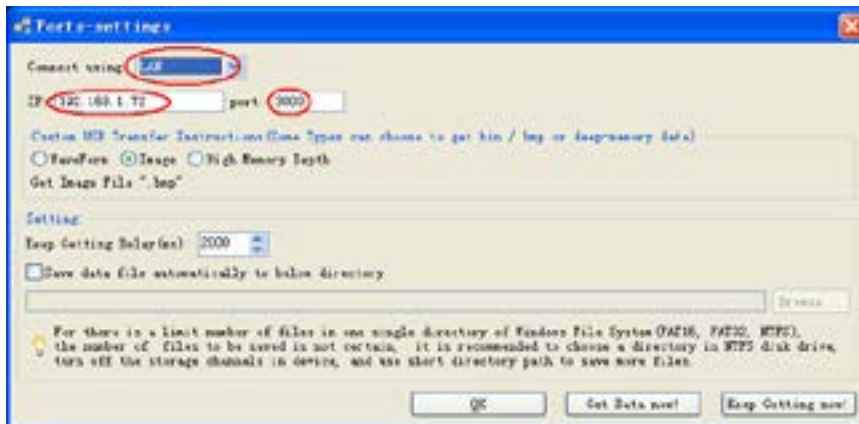 Ports-settings
Connect using LAN
IP: 192.168.1.72 port: 3000
Custom USB Transfer Instructions(Some Types can choose to get bin / bmp or deep-memory data)
WaveForm Image High Memory Depth
Get Image File ".bmp"
Setting
Keep Getting Delay(ms) 2000
Save data file automatically to below directory
Browse
For there is a limit number of files in one single directory of Windows File System(FAT16, FAT32, NTFS),
the number of files to be saved is not certain, it is recommended to choose a directory in NTFS disk drive,
turn off the storage channels in device, and use short directory path to save more files.
OK Get Data now! Keep Getting now!